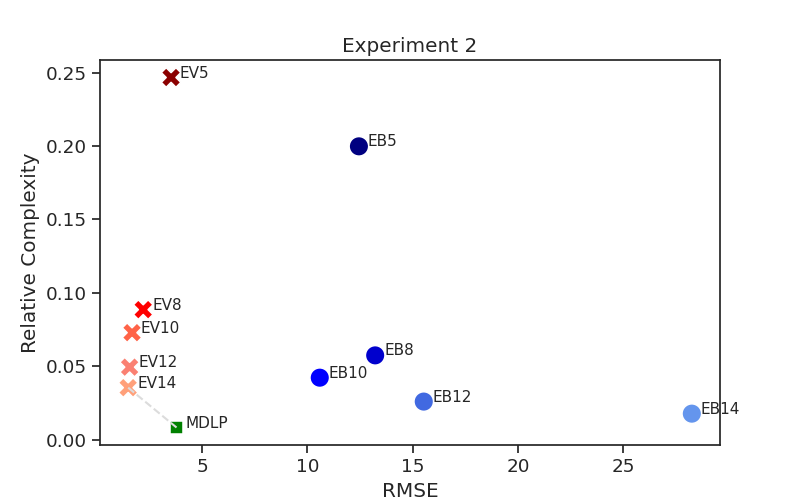 Experiment 2
Relative Complexity
0.25
0.20
0.15
0.10
0.05
0.00
EV5
EB5
EV8
EV10
EV12
EV14
MDLP
EB8
EB10
EB12
EB14
5
10
15
20
25
RMSE